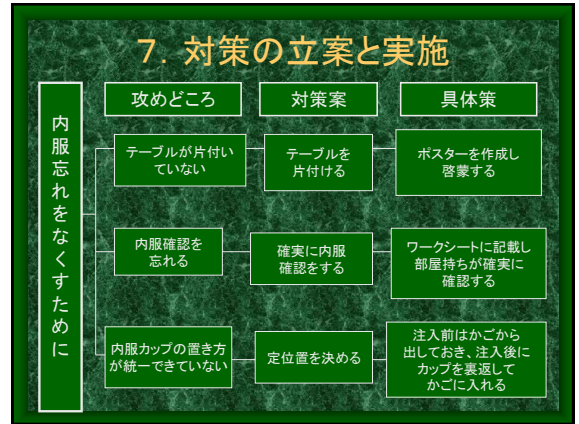 7．対策の立案と実施
内服忘れをなくすために
攻めどころ
対策案
具体策
テーブルが片付い
ていない
テーブルを
片付ける
ポスターを作成し
啓蒙する
内服確認を
忘れる
確実に内服
確認をする
ワークシートに記載し
部屋持ちが確実に
確認する
内服カップの置き方
が統一できていない
定位置を決める
注入前はかごから
出しておき、注入後に
カップを裏返して
かごに入れる